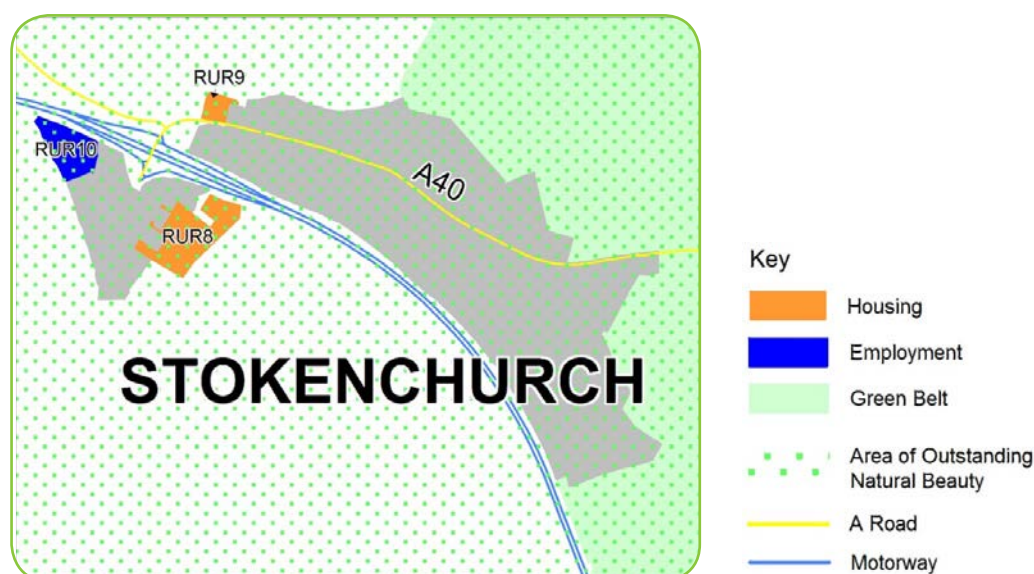 RUR9
RUR10
A40
RUR8
STOKENCHURCH
Key
Housing
Employment
Green Belt
Area of Outstanding
Natural Beauty
A Road
Motorway